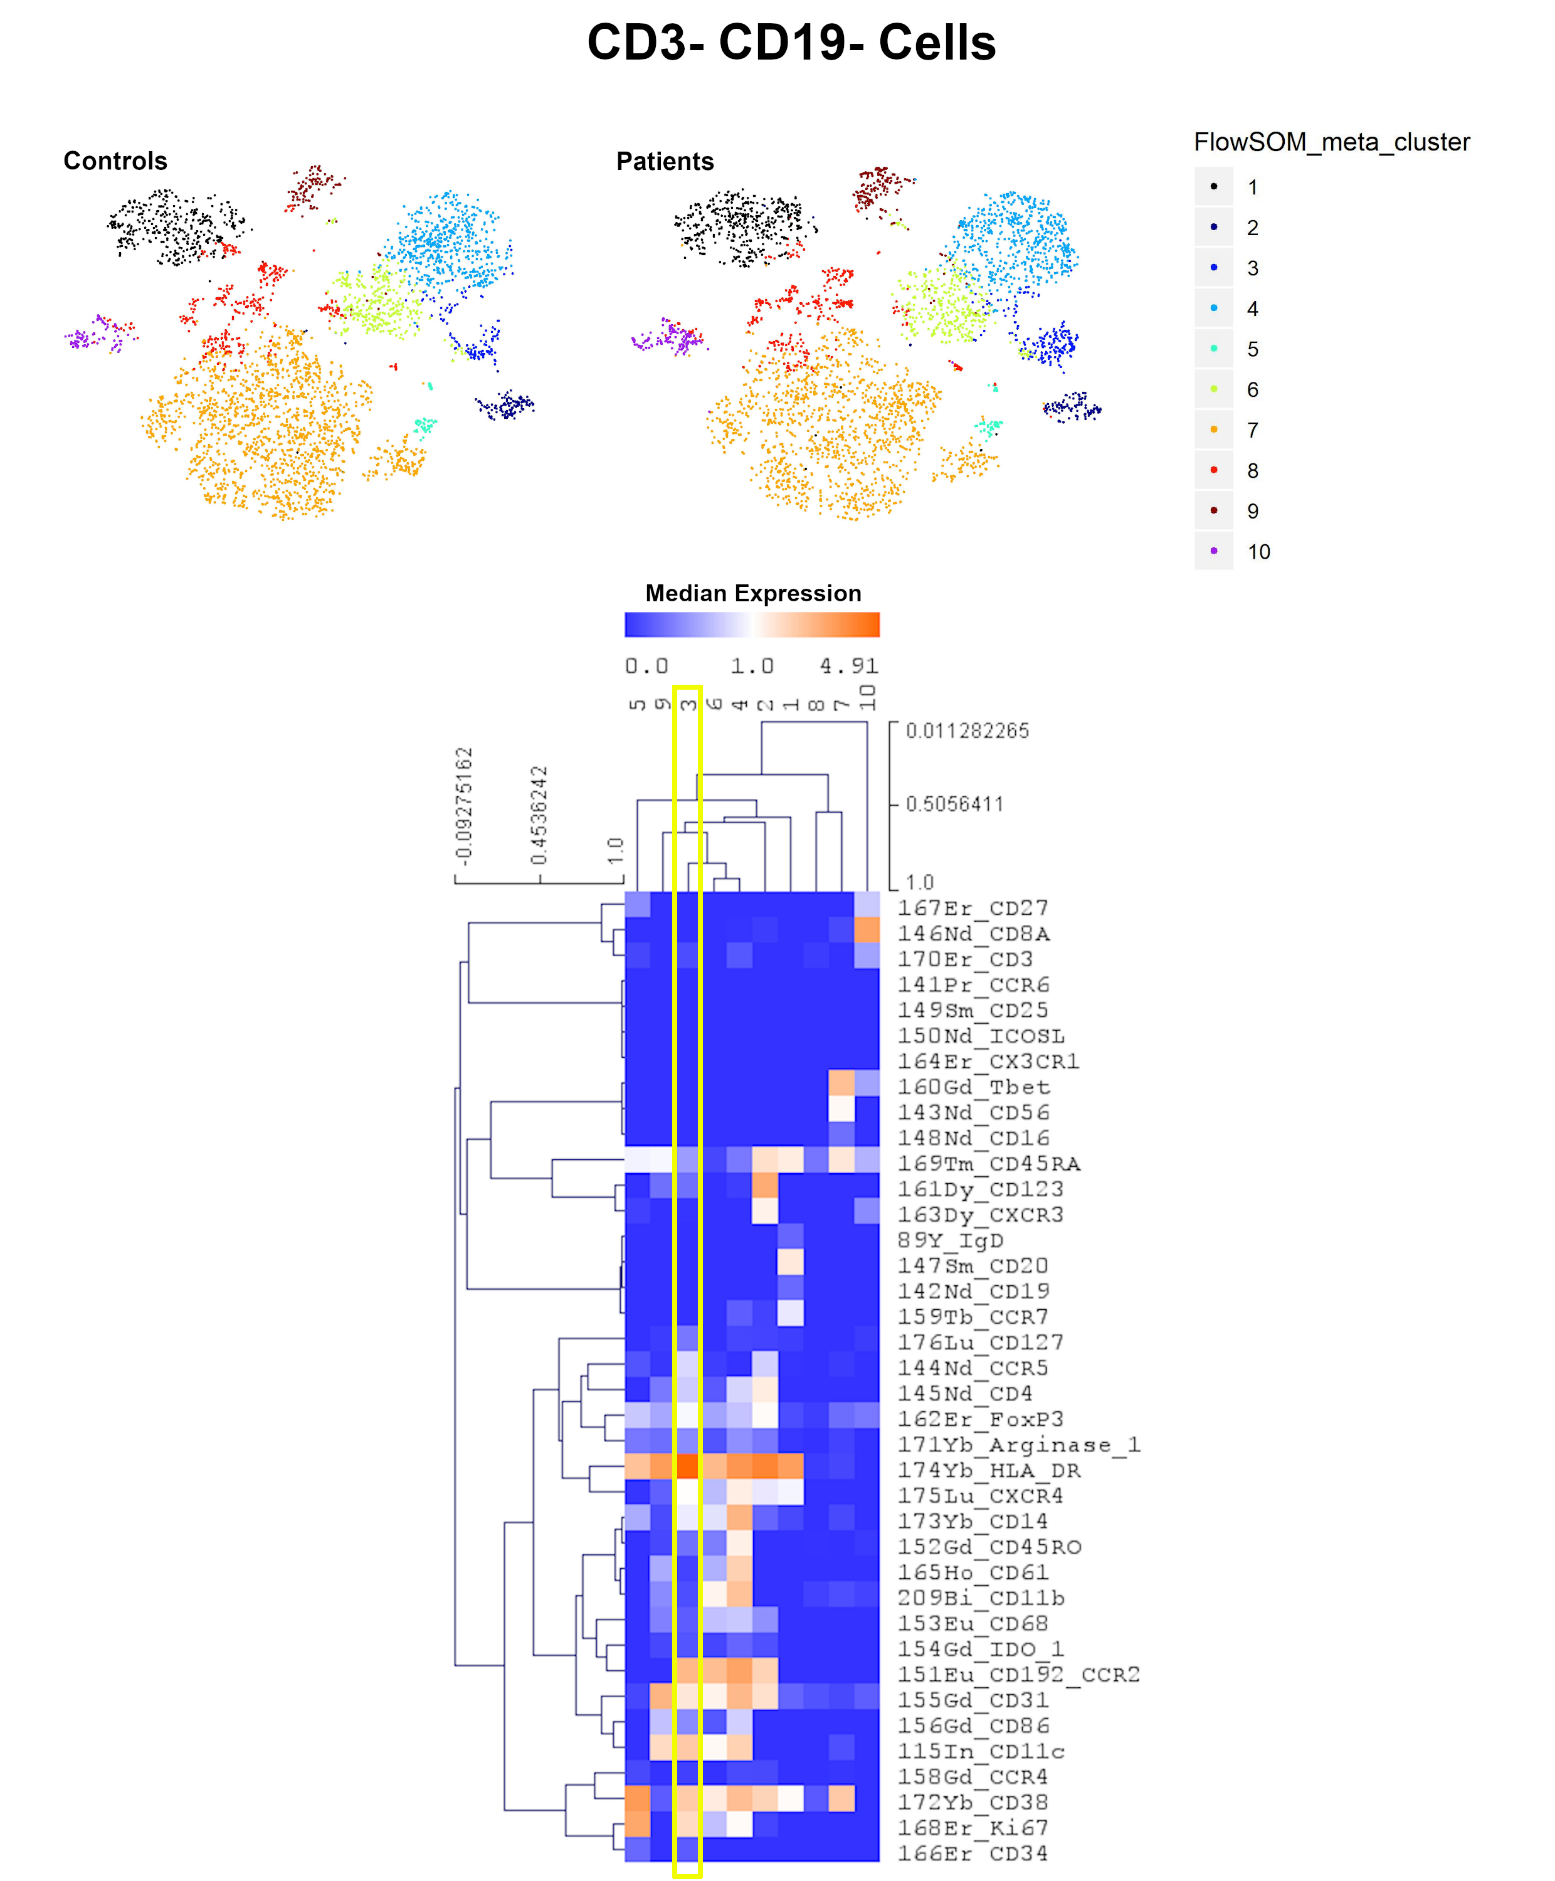 CD3- CD19- Cells
Controls
Patients
FlowSOM_meta_cluster
1
2
3
4
5
6
7
8
9
10
Median Expression
0.0 1.0 4.91
5 9 3 6 4 2 1 8 7 10
0.011282265
0.5056411
1.0
-0.09275162
0.4536242
1.0
167Er_CD27
146Nd_CD8A
170Er_CD3
141Pr_CCR6
149Sm_CD25
150Nd_ICOSL
164Er_CX3CR1
160Gd_Tbet
143Nd_CD56
148Nd_CD16
169Tm_CD45RA
161Dy_CD123
163Dy_CXCR3
89Y_IgD
147Sm_CD20
142Nd_CD19
159Tb_CCR7
176Lu_CD127
144Nd_CCR5
145Nd_CD4
162Er_FoxP3
171Yb_Arginase_1
174Yb_HLA_DR
175Lu_CXCR4
173Yb_CD14
152Gd_CD45RO
165Ho_CD61
209Bi_CD11b
153Eu_CD68
154Gd_IDO_1
151Eu_CD192_CCR2
155Gd_CD31
156Gd_CD86
115In_CD11c
158Gd_CCR4
172Yb_CD38
168Er_Ki67
166Er_CD34